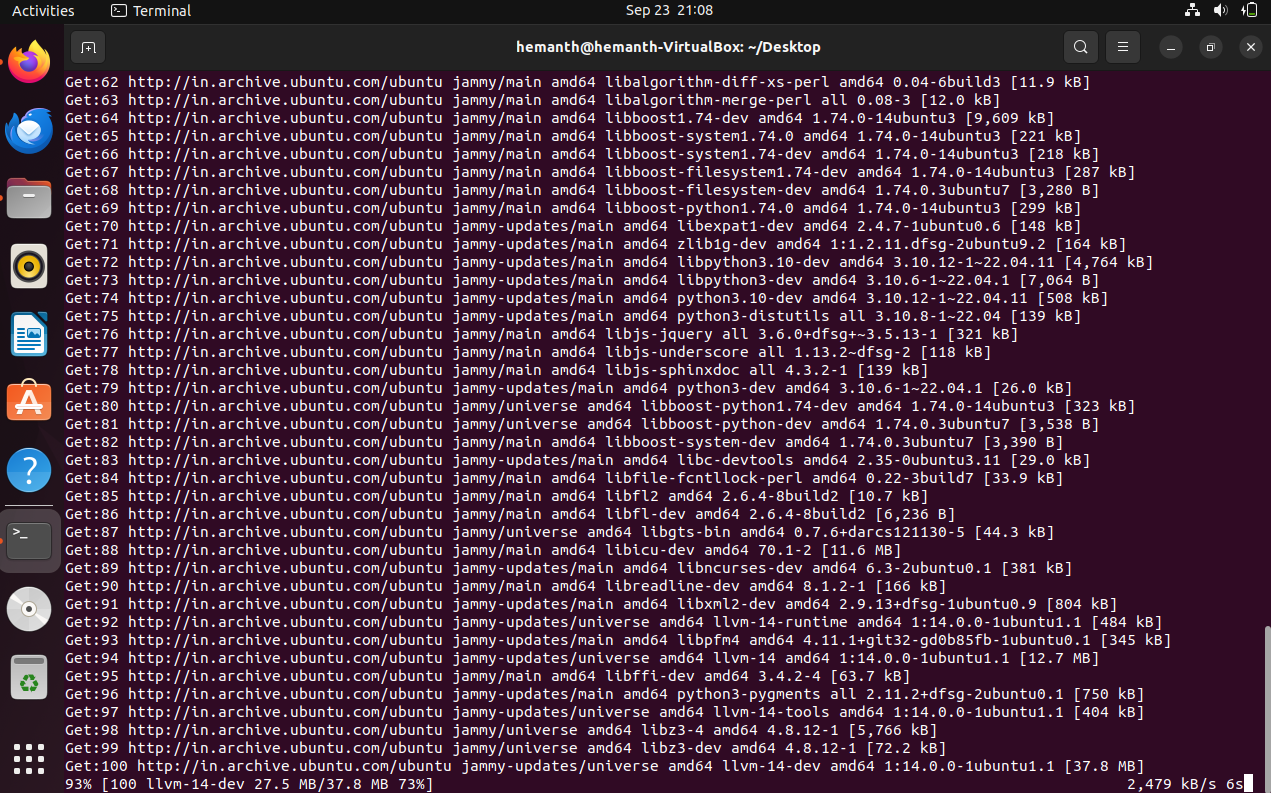 Activities
Terminal
Sep 23 21:08
hemanth@hemanth-VirtualBox: ~/Desktop
Get:62 http://in.archive.ubuntu.com/ubuntu jammy/main amd64 libalgorithm-diff-xs-perl amd64 0.04-6build3 [11.9 kB]
Get:63 http://in.archive.ubuntu.com/ubuntu jammy/main amd64 libalgorithm-merge-perl all 0.08-3 [12.0 kB]
Get:64 http://in.archive.ubuntu.com/ubuntu jammy/main amd64 libboost1.74-dev amd64 1.74.0-14ubuntu3 [9,609 kB]
Get:65 http://in.archive.ubuntu.com/ubuntu jammy/main amd64 libboost-system1.74.0 amd64 1.74.0-14ubuntu3 [221 kB]
Get:66 http://in.archive.ubuntu.com/ubuntu jammy/main amd64 libboost-system1.74-dev amd64 1.74.0-14ubuntu3 [218 kB]
Get:67 http://in.archive.ubuntu.com/ubuntu jammy/main amd64 libboost-filesystem1.74-dev amd64 1.74.0-14ubuntu3 [287 kB]
Get:68 http://in.archive.ubuntu.com/ubuntu jammy/main amd64 libboost-filesystem-dev amd64 1.74.0.3ubuntu7 [3,280 B]
Get:69 http://in.archive.ubuntu.com/ubuntu jammy/main amd64 libboost-python1.74.0 amd64 1.74.0-14ubuntu3 [299 kB]
Get:70 http://in.archive.ubuntu.com/ubuntu jammy-updates/main amd64 libexpat1-dev amd64 2.4.7-1ubuntu0.6 [148 kB]
Get:71 http://in.archive.ubuntu.com/ubuntu jammy-updates/main amd64 zlib1g-dev amd64 1:1.2.11.dfsg-2ubuntu9.2 [164 kB]
Get:72 http://in.archive.ubuntu.com/ubuntu jammy-updates/main amd64 libpython3.10-dev amd64 3.10.12-1~22.04.11 [4,764 kB]
Get:73 http://in.archive.ubuntu.com/ubuntu jammy-updates/main amd64 libpython3-dev amd64 3.10.6-1~22.04.1 [7,064 B]
Get:74 http://in.archive.ubuntu.com/ubuntu jammy-updates/main amd64 python3.10-dev amd64 3.10.12-1~22.04.11 [508 kB]
Get:75 http://in.archive.ubuntu.com/ubuntu jammy-updates/main amd64 python3-distutils all 3.10.8-1~22.04 [139 kB]
Get:76 http://in.archive.ubuntu.com/ubuntu jammy/main amd64 libjs-jquery all 3.6.0+dfsg+~3.5.13-1 [321 kB]
Get:77 http://in.archive.ubuntu.com/ubuntu jammy/main amd64 libjs-underscore all 1.13.2~dfsg-2 [118 kB]
Get:78 http://in.archive.ubuntu.com/ubuntu jammy/main amd64 libjs-sphinxdoc all 4.3.2-1 [139 kB]
Get:79 http://in.archive.ubuntu.com/ubuntu jammy-updates/main amd64 python3-dev amd64 3.10.6-1~22.04.1 [26.0 kB]
Get:80 http://in.archive.ubuntu.com/ubuntu jammy/universe amd64 libboost-python1.74-dev amd64 1.74.0-14ubuntu3 [323 kB]
Get:81 http://in.archive.ubuntu.com/ubuntu jammy/universe amd64 libboost-python-dev amd64 1.74.0.3ubuntu7 [3,538 B]
Get:82 http://in.archive.ubuntu.com/ubuntu jammy/main amd64 libboost-system-dev amd64 1.74.0.3ubuntu7 [3,390 B]
Get:83 http://in.archive.ubuntu.com/ubuntu jammy-updates/main amd64 libc-devtools amd64 2.35-0ubuntu3.11 [29.0 kB]
Get:84 http://in.archive.ubuntu.com/ubuntu jammy/main amd64 libfile-fcntllock-perl amd64 0.22-3build7 [33.9 kB]
Get:85 http://in.archive.ubuntu.com/ubuntu jammy/main amd64 libfl2 amd64 2.6.4-8build2 [10.7 kB]
Get:86 http://in.archive.ubuntu.com/ubuntu jammy/main amd64 libfl-dev amd64 2.6.4-8build2 [6,236 B]
Get:87 http://in.archive.ubuntu.com/ubuntu jammy/universe amd64 libgts-bin amd64 0.7.6+darcs121130-5 [44.3 kB]
Get:88 http://in.archive.ubuntu.com/ubuntu jammy/main amd64 libicu-dev amd64 70.1-2 [11.6 MB]
Get:89 http://in.archive.ubuntu.com/ubuntu jammy-updates/main amd64 libncurses-dev amd64 6.3-2ubuntu0.1 [381 kB]
Get:90 http://in.archive.ubuntu.com/ubuntu jammy/main amd64 libreadline-dev amd64 8.1.2-1 [166 kB]
Get:91 http://in.archive.ubuntu.com/ubuntu jammy-updates/main amd64 libxml2-dev amd64 2.9.13+dfsg-1ubuntu0.9 [804 kB]
Get:92 http://in.archive.ubuntu.com/ubuntu jammy-updates/universe amd64 llvm-14-runtime amd64 1:14.0.0-1ubuntu1.1 [484 kB]
Get:93 http://in.archive.ubuntu.com/ubuntu jammy-updates/main amd64 libpfm4 amd64 4.11.1+git32-gd0b85fb-1ubuntu0.1 [345 kB]
Get:94 http://in.archive.ubuntu.com/ubuntu jammy-updates/universe amd64 llvm-14 amd64 1:14.0.0-1ubuntu1.1 [12.7 MB]
Get:95 http://in.archive.ubuntu.com/ubuntu jammy/main amd64 libffi-dev amd64 3.4.2-4 [63.7 kB]
Get:96 http://in.archive.ubuntu.com/ubuntu jammy-updates/main amd64 python3-pygments all 2.11.2+dfsg-2ubuntu0.1 [750 kB]
Get:97 http://in.archive.ubuntu.com/ubuntu jammy-updates/universe amd64 llvm-14-tools amd64 1:14.0.0-1ubuntu1.1 [404 kB]
Get:98 http://in.archive.ubuntu.com/ubuntu jammy/universe amd64 libz3-4 amd64 4.8.12-1 [5,766 kB]
Get:99 http://in.archive.ubuntu.com/ubuntu jammy/universe amd64 libz3-dev amd64 4.8.12-1 [72.2 kB]
Get:100 http://in.archive.ubuntu.com/ubuntu jammy-updates/universe amd64 llvm-14-dev amd64 1:14.0.0-1ubuntu1.1 [37.8 MB]
93% [100 llvm-14-dev 27.5 MB/37.8 MB 73%] 2,479 kB/s 6s